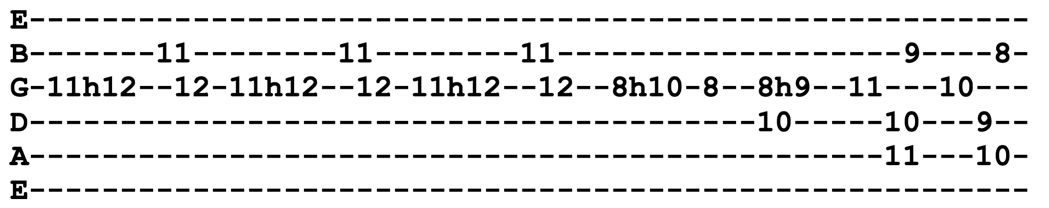 E-------------------------------------------------------
B-------11--------11--------11-------------------9----8-
G-11h12--12-11h12--12-11h12--12--8h10-8--8h9--11---10---
D----------------------------------------10-----10---9--
A-----------------------------------------------11---10-
E-------------------------------------------------------